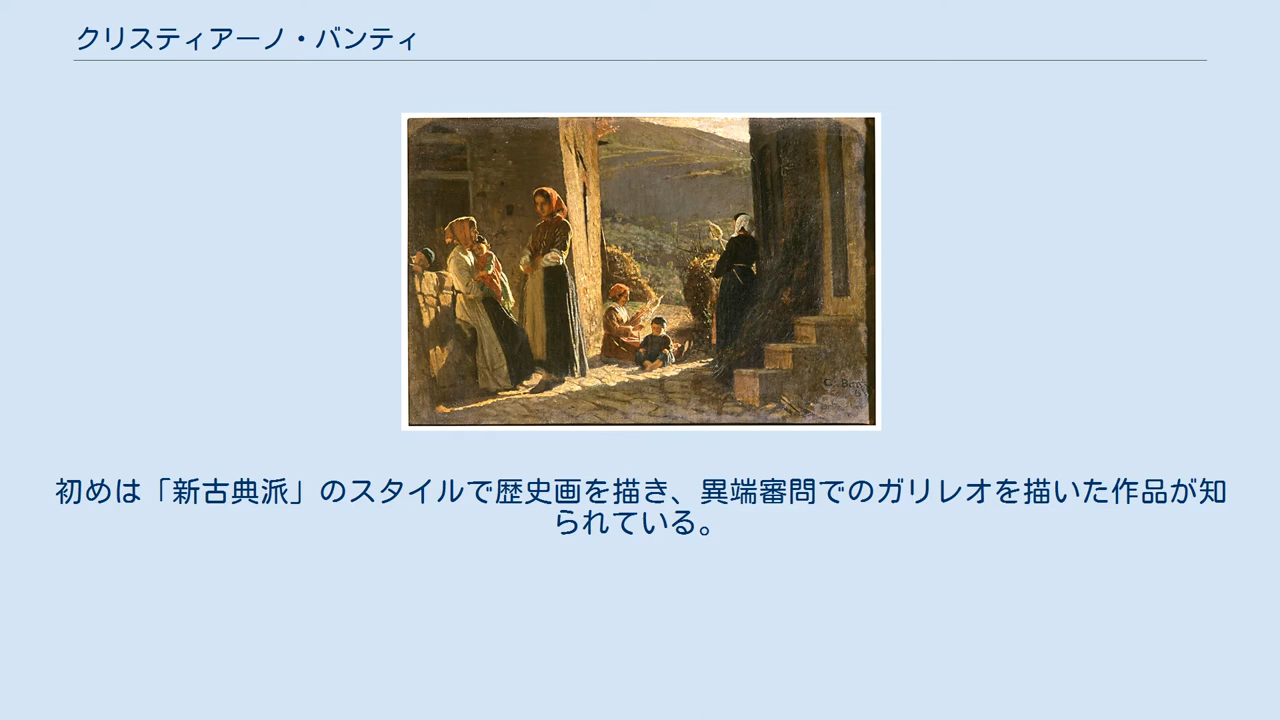 クリスティアーノ・バンティ
初めは「新古典派」のスタイルで歴史画を描き、異端審問でのガリレオを描いた作品が知
られている。